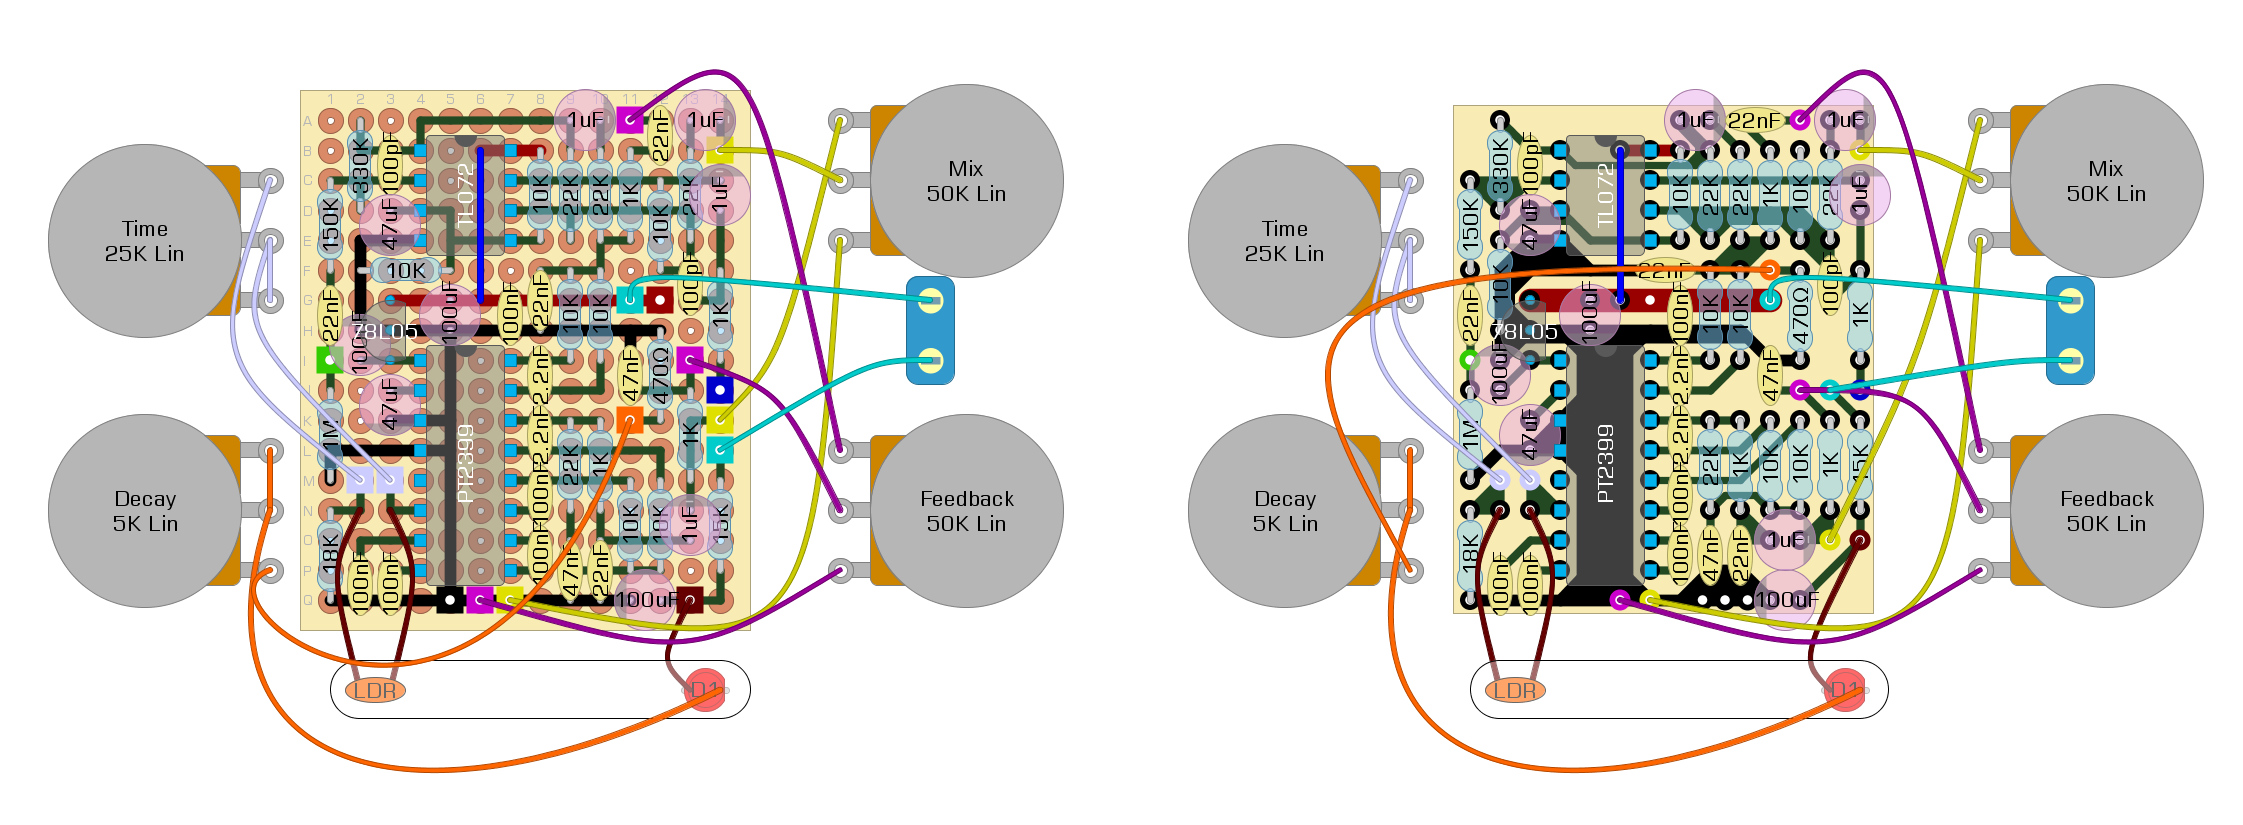 1 2 3 4 5 6 7 8 9 10 11 12 13 14
A
B
C
D
E
F
G
H
I
J
K
L
M
N
O
P
Q
Time
25K Lin
Decay
5K Lin
Mix
50K Lin
Feedback
50K Lin
1uF
22nF
1uF
330K
100pF
TL072
10K
22K
22K
1K
10K
22K
1uF
150K
47uF
10K
100pF
22nF
100uF
78L05
100uF
100nF
22nF
10K
10K
1K
2.2nF
47nF
470Ω
47uF
1M
PT2399
2.2nF
22K
1K
1K
100nF
10K
10K
1uF
15K
18K
100nF
100nF
100nF
47nF
22nF
100uF
LDR
D1
Time
25K Lin
Decay
5K Lin
Mix
50K Lin
Feedback
50K Lin
1uF
22nF
1uF
330K
100pF
TL072
10K
22K
22K
1K
10K
22K
1uF
150K
47uF
22nF
10K
100pF
22nF
78L05
100uF
100nF
10K
10K
470Ω
1K
100uF
2.2nF
47nF
1M
47uF
PT2399
2.2nF
22K
1K
10K
10K
1K
15K
100nF
18K
100nF
100nF
100nF
47nF
22nF
1uF
100uF
LDR
D1